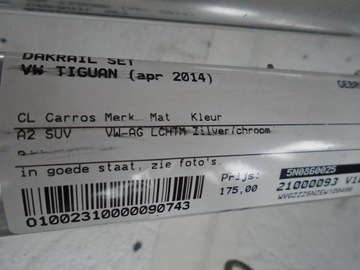 DAKRAIL SET
VW TIGUAN (apr 2014)
CL Carros Merk Mat Kleur
A2 SUV VW-AG LCHTM Zilver/chroom
in goede staat, zie foto's.
Prijs:
175,00
5N0860025
21000093
O1002310000090743